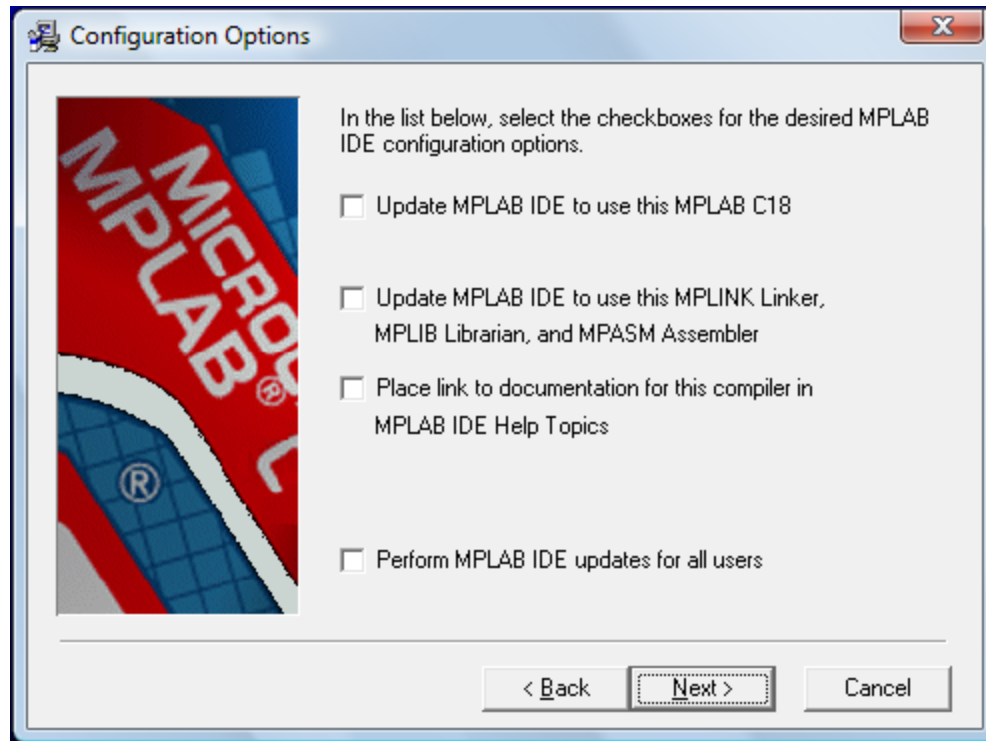 Configuration Options
MICRO
MPLAB® C
®
In the list below, select the checkboxes for the desired MPLAB
IDE configuration options.
Update MPLAB IDE to use this MPLAB C18
Update MPLAB IDE to use this MPLINK Linker,
MPLIB Librarian, and MPASM Assembler
Place link to documentation for this compiler in
MPLAB IDE Help Topics
Perform MPLAB IDE updates for all users
< Back
Next >
Cancel